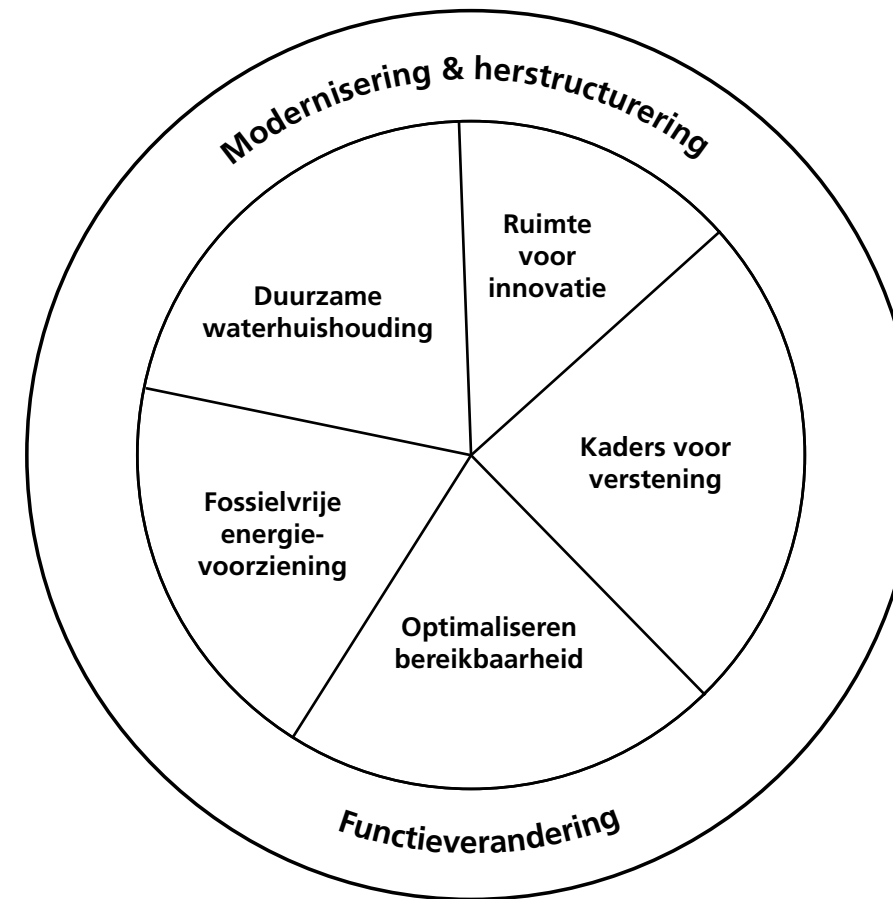 Modernisering & herstructurering
Ruimte
voor
innovatie
Duurzame
waterhuishouding
Kaders voor
verstening
Fossielvrije
energie-
voorziening
Optimaliseren
bereikbaarheid
Functieverandering